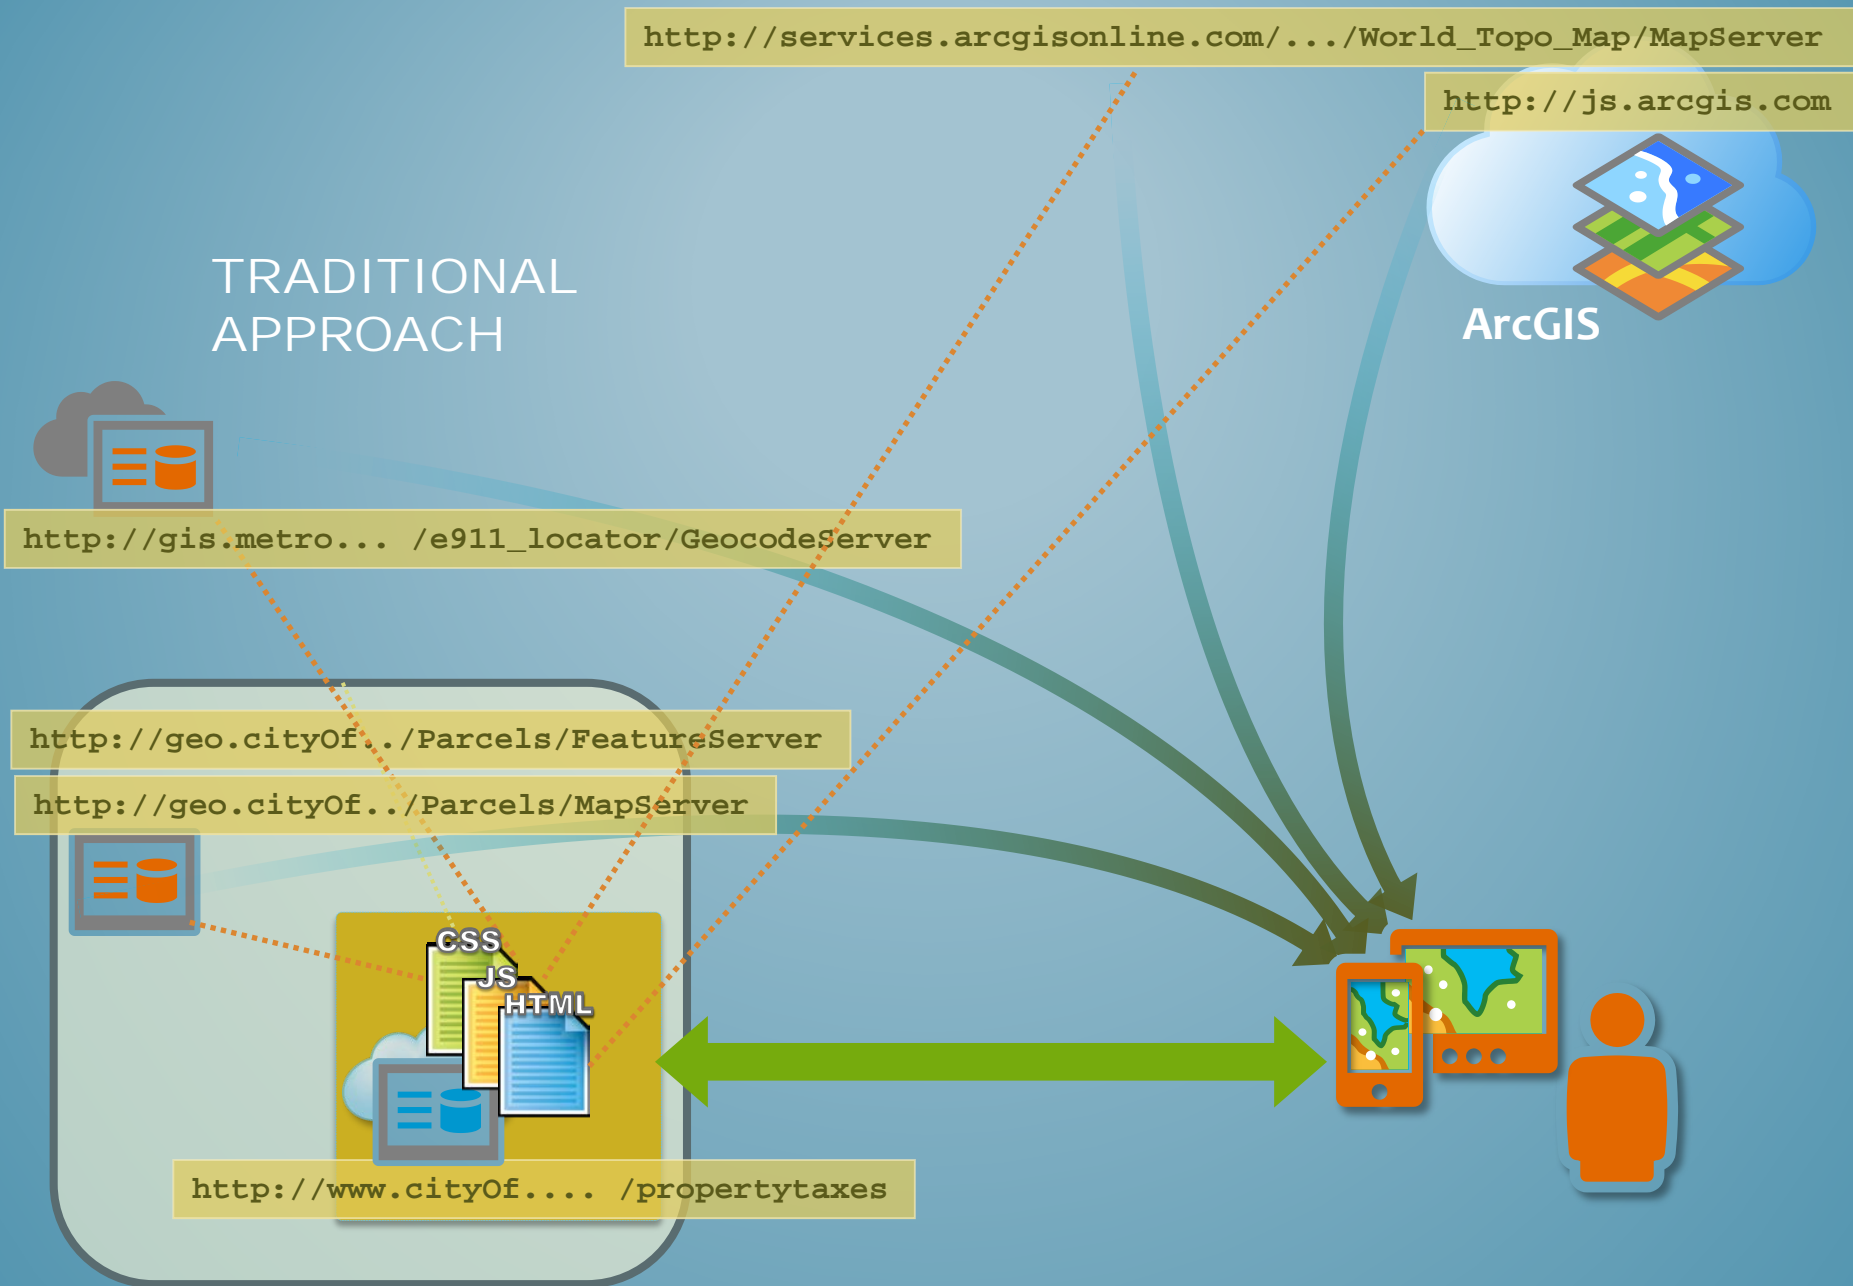 http://services.arcgisonline.com/.../World_Topo_Map/MapServer
http://js.arcgis.com
TRADITIONAL
APPROACH
ArcGIS
http://gis.metro... /e911_locator/GeocodeServer
http://geo.cityOf../Parcels/FeatureServer
http://geo.cityOf../Parcels/MapServer
CSS
JS
HTML
http://www.cityOf.... /propertytaxes